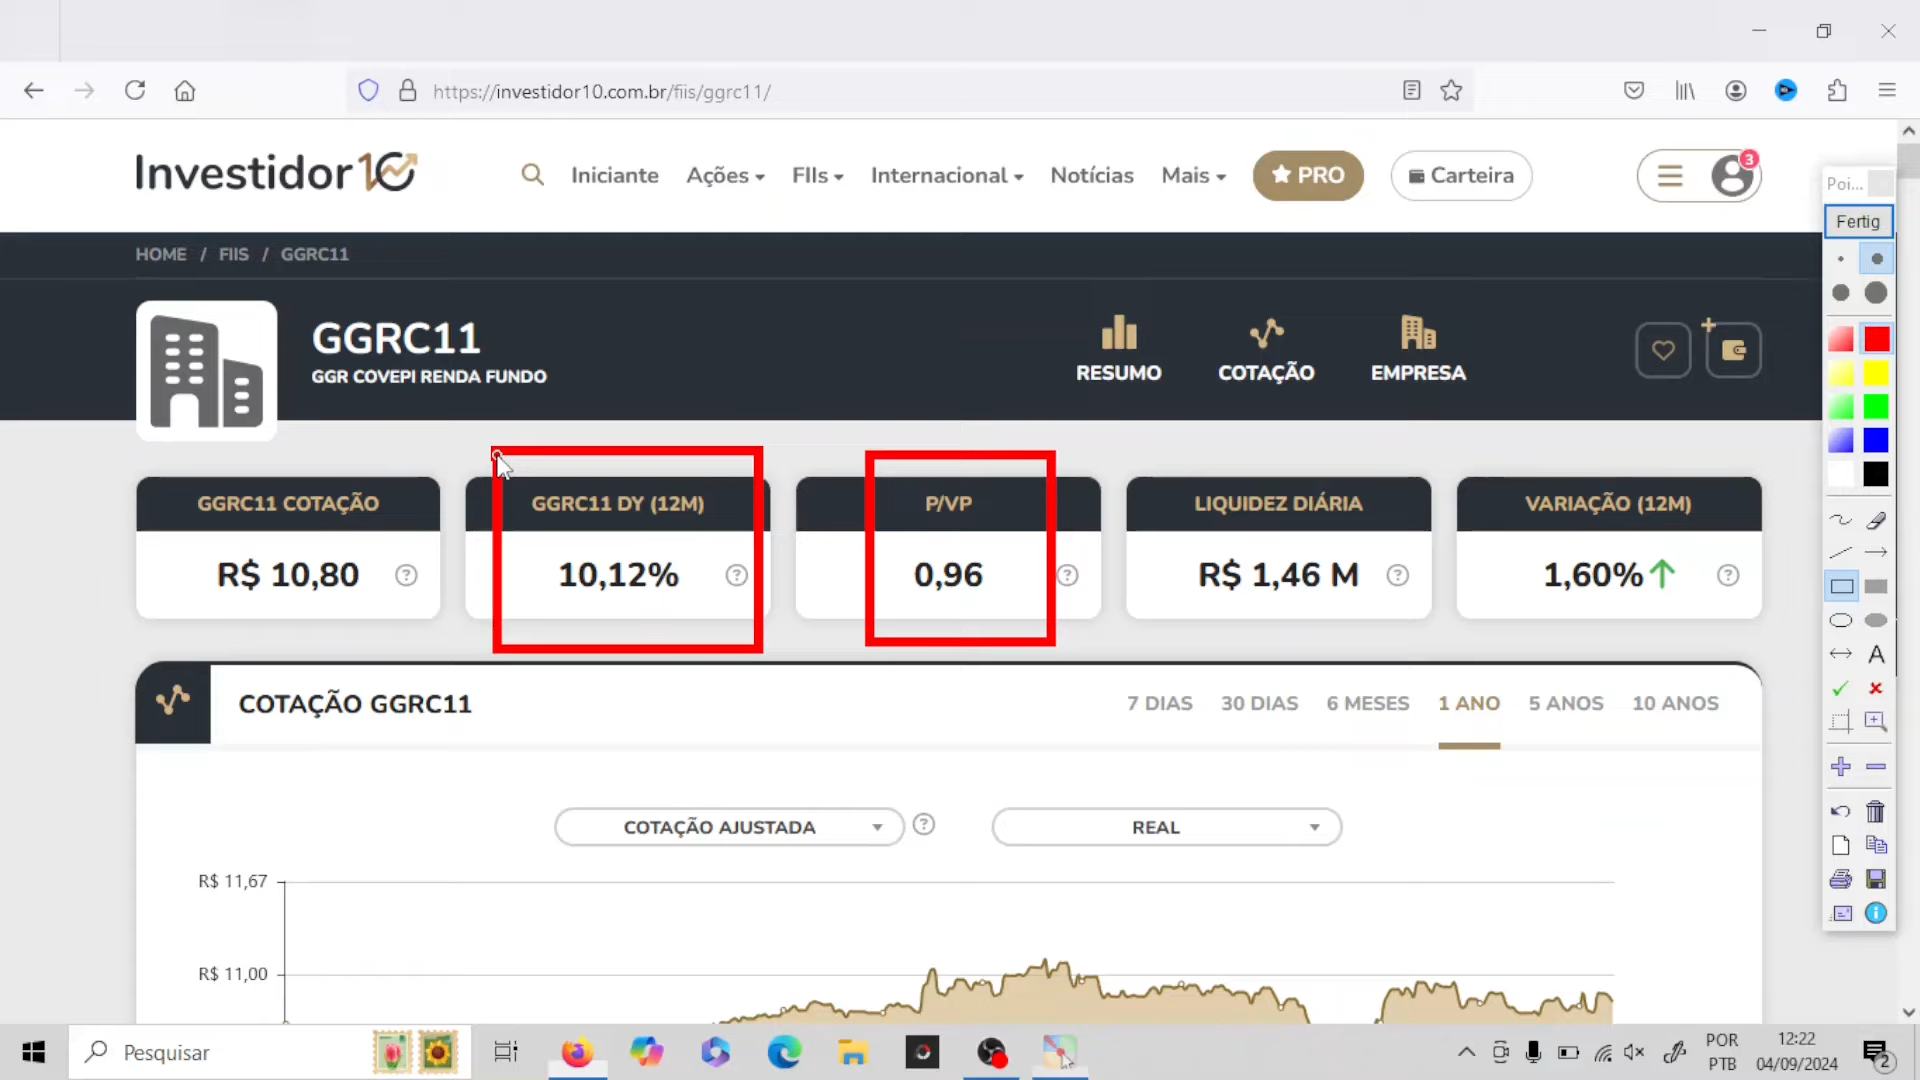 https://investidor10.com.br/fiis/ggrc11/
Investidor10
Iniciante
Ações
FIIs
Internacional
Notícias
Mais
PRO
Carteira
3
Poi...
Fertig
HOME / FIIS / GGRC11
GGRC11
GGR COVEPI RENDA FUNDO
RESUMO
COTAÇÃO
EMPRESA
GGRC11 COTAÇÃO
R$ 10,80
GGRC11 DY (12M)
10,12%
P/VP
0,96
LIQUIDEZ DIÁRIA
R$ 1,46 M
VARIAÇÃO (12M)
1,60%
COTAÇÃO GGRC11
7 DIAS
30 DIAS
6 MESES
1 ANO
5 ANOS
10 ANOS
COTAÇÃO AJUSTADA
REAL
R$ 11,67
R$ 11,00
Pesquisar
POR
PTB
12:22
04/09/2024
2